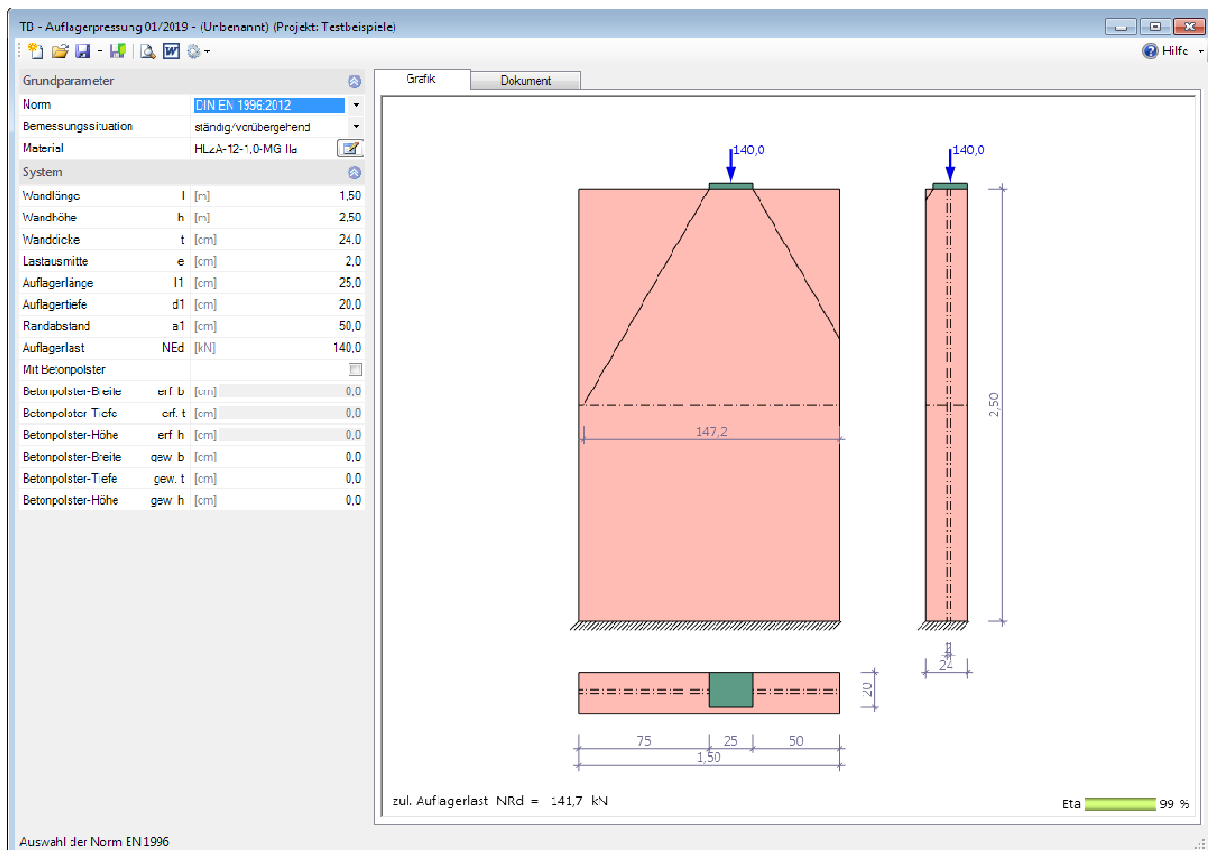 TB - Auflagerpressung 01/2019 - (Unbenannt) (Projekt: Testbeispiele)
Hilfe
Grundparameter
Norm DIN EN 1996:2012
Bemessungssituation ständig/vorübergehend
Material HLzA-12-1,0-MG IIa
System
Wandlänge l [m] 1,50
Wandhöhe h [m] 2,50
Wanddicke t [cm] 24,0
Lastausmitte e [cm] 2,0
Auflagerlänge l1 [cm] 25,0
Auflagertiefe d1 [cm] 20,0
Randabstand a1 [cm] 50,0
Auflagerlast NEd [kN] 140,0
Mit Betonpolster
Betonpolster-Breite erf. b [cm] 0,0
Betonpolster-Tiefe erf. t [cm] 0,0
Betonpolster-Höhe erf. h [cm] 0,0
Betonpolster-Breite gew. b [cm] 0,0
Betonpolster-Tiefe gew. t [cm] 0,0
Betonpolster-Höhe gew. h [cm] 0,0
Grafik Dokument
140,0 140,0
2,50
147,2
24
20
75 25 50
1,50
zul. Auflagerlast NRd = 141,7 kN
Eta 99 %
Auswahl der Norm EN 1996